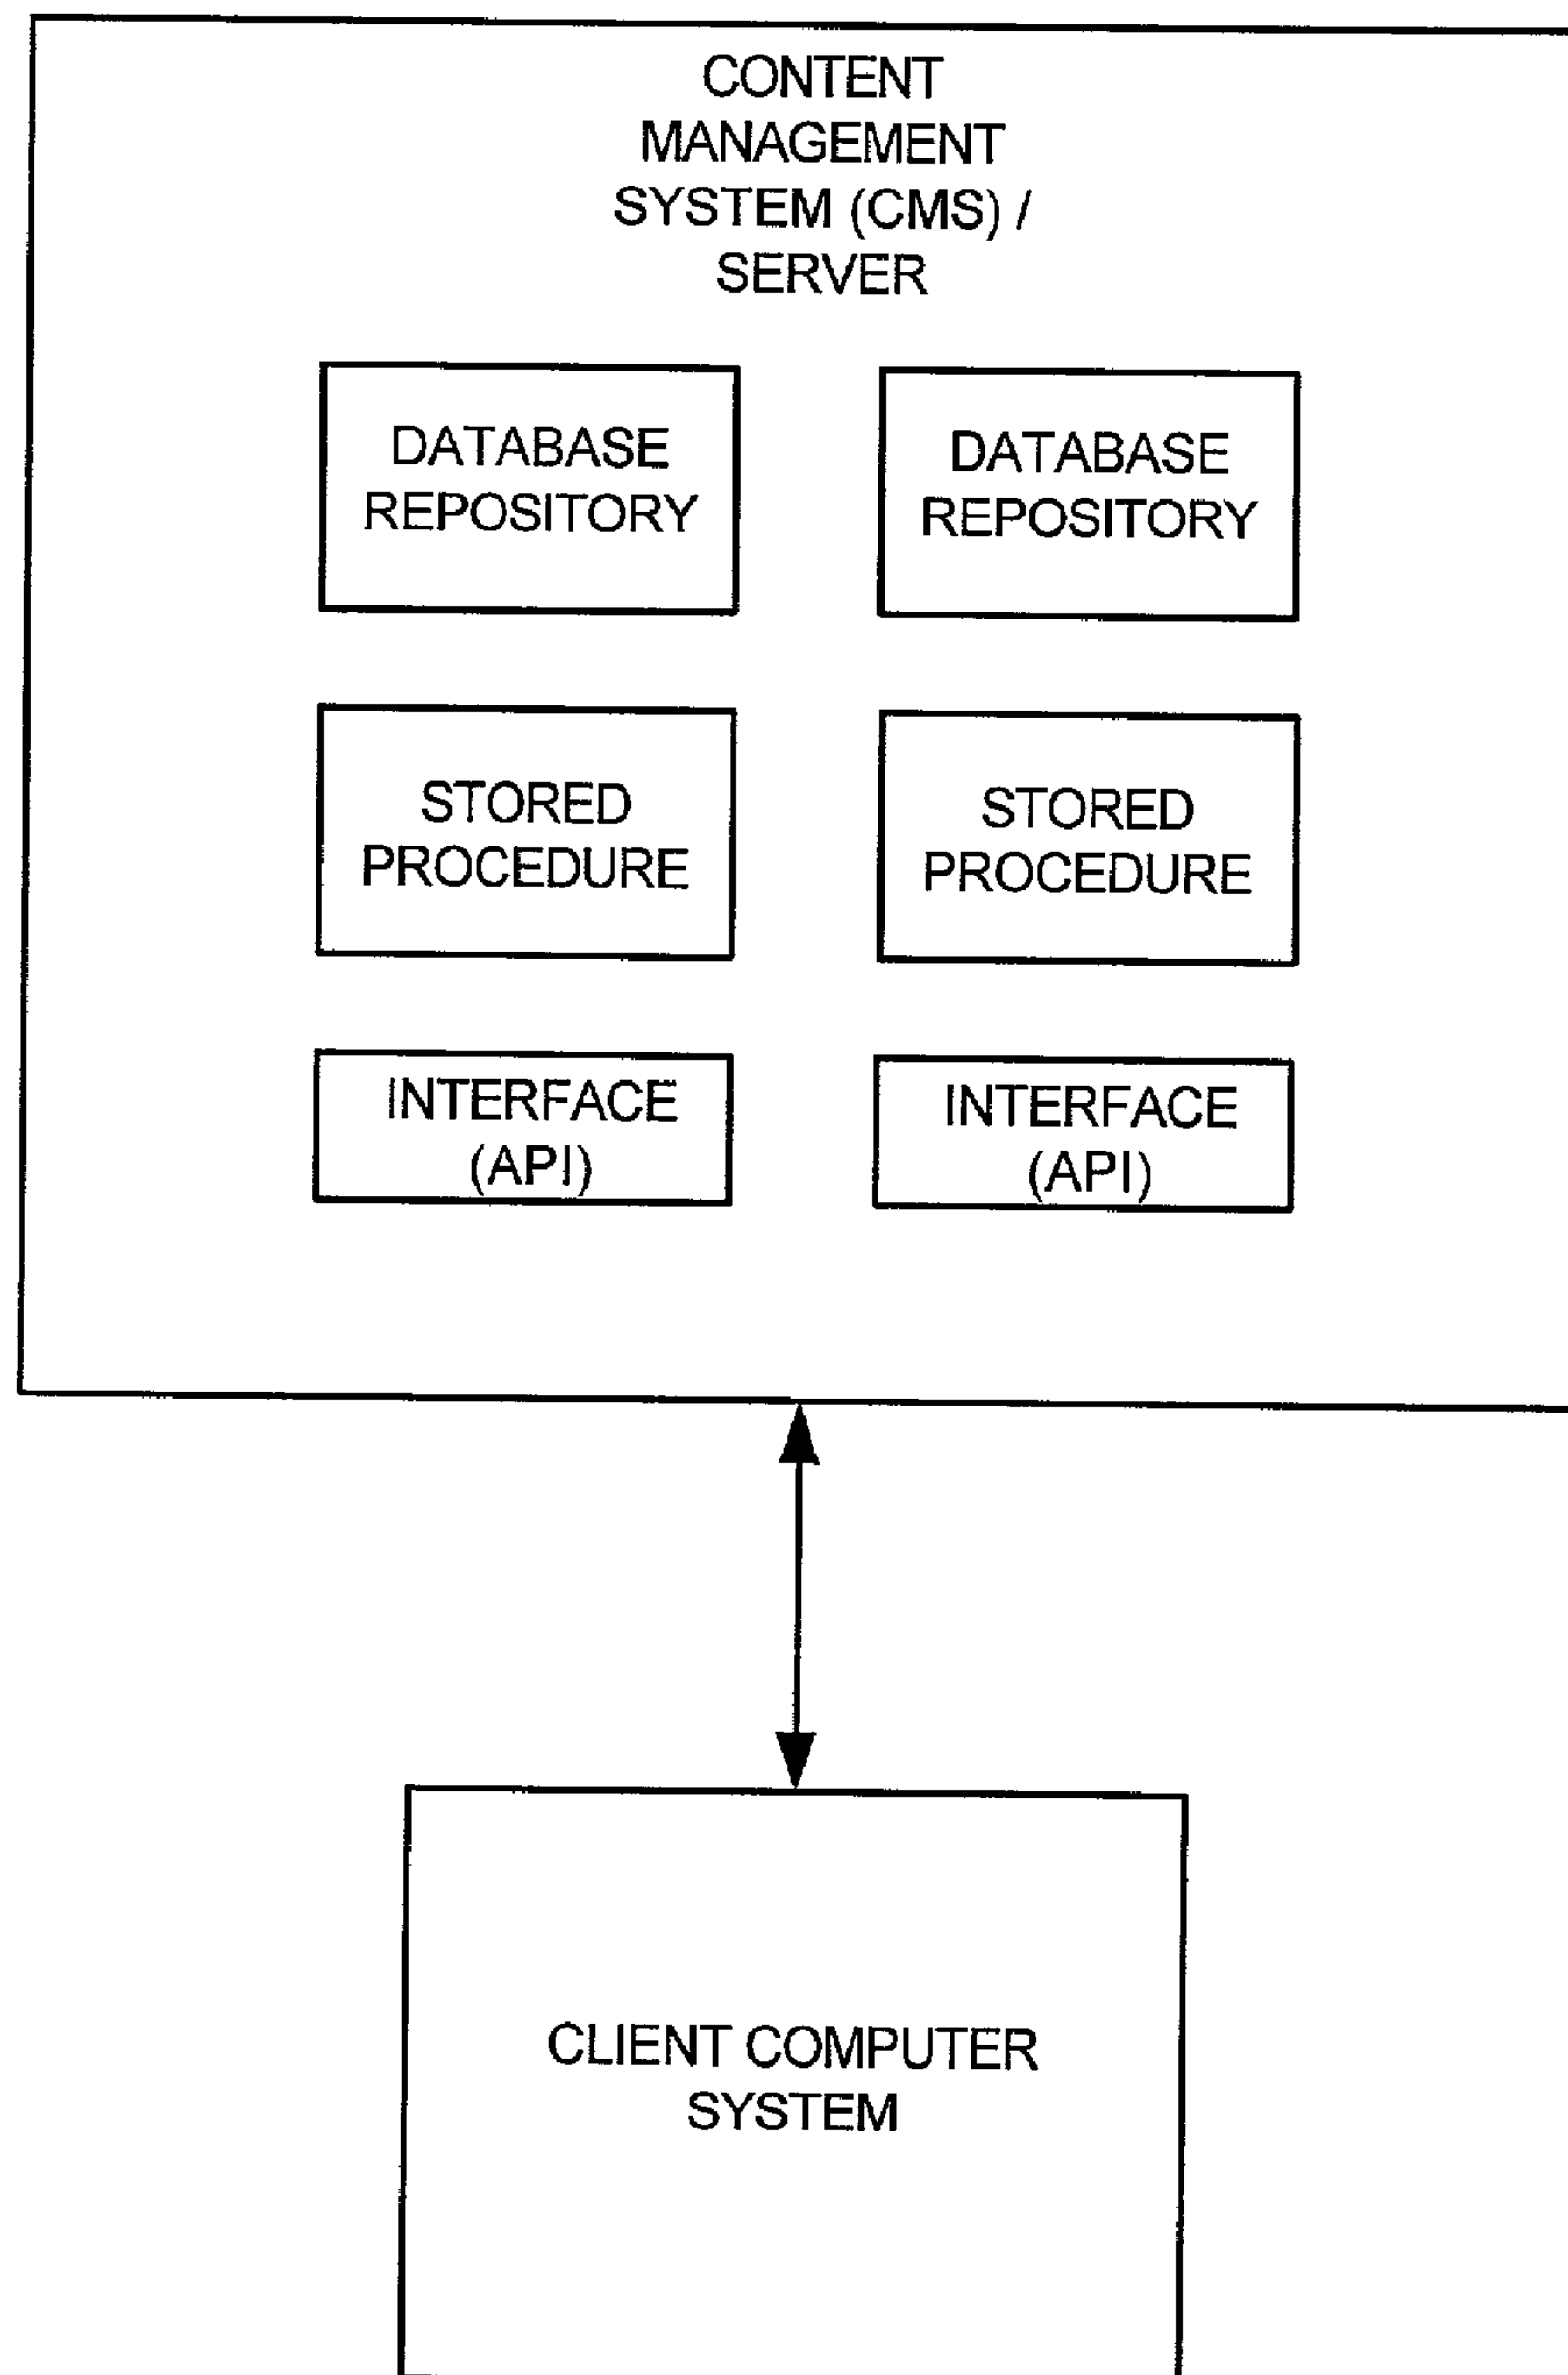 CONTENT
MANAGEMENT
SYSTEM (CMS) /
SERVER
DATABASE
REPOSITORY
DATABASE
REPOSITORY
STORED
PROCEDURE
STORED
PROCEDURE
INTERFACE
(API)
INTERFACE
(API)
CLIENT COMPUTER
SYSTEM